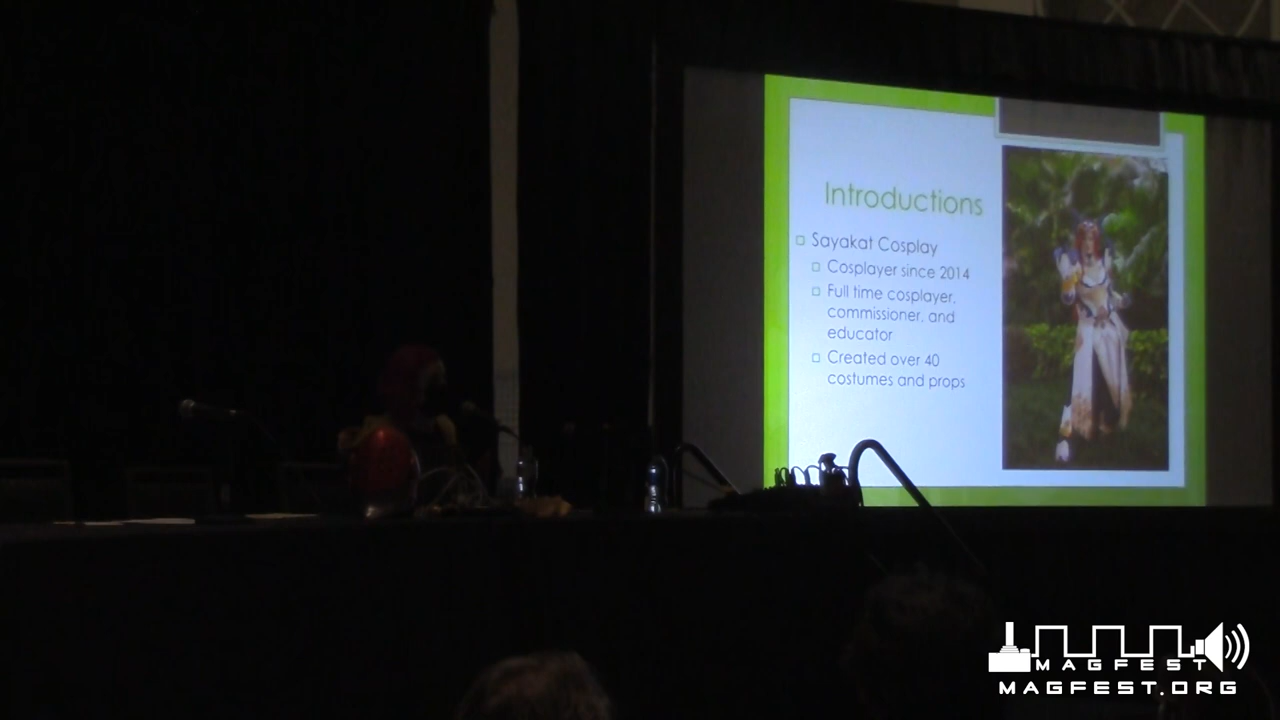 Introductions
Sayakat Cosplay
Cosplayer since 2014
Full time cosplayer,
commissioner, and
educator
Created over 40
costumes and props
MAGFEST
MAGFEST.ORG